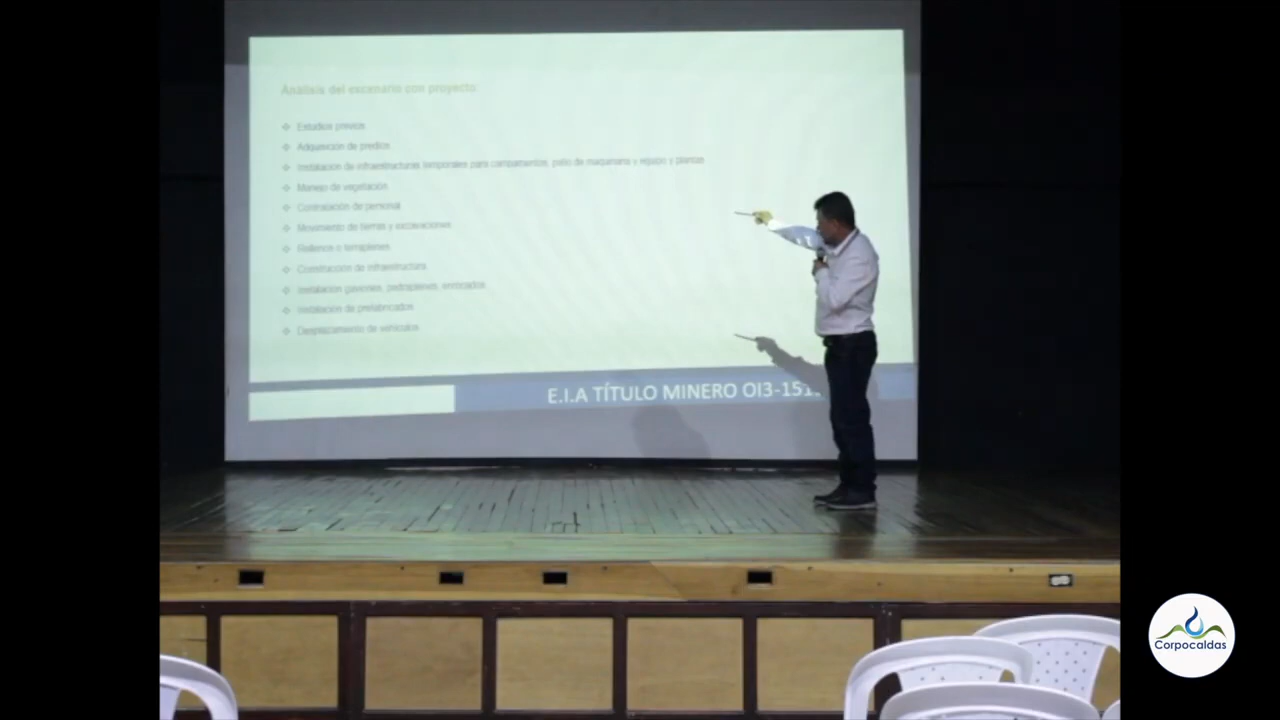 Análisis del escenario con proyecto:
Estudios previos
Adquisición de predios
Instalación de infraestructuras temporales para campamentos, patio de maquinaria y equipo y plantas
Manejo de vegetación
Contratación de personal
Movimiento de tierras y excavaciones
Rellenos o terraplenes
Construcción de infraestructura
Instalación gaviones, pedraplenes, enrocados
Instalación de prefabricados
Desplazamiento de vehículos
E.I.A TÍTULO MINERO OI3-151
Corpocaldas